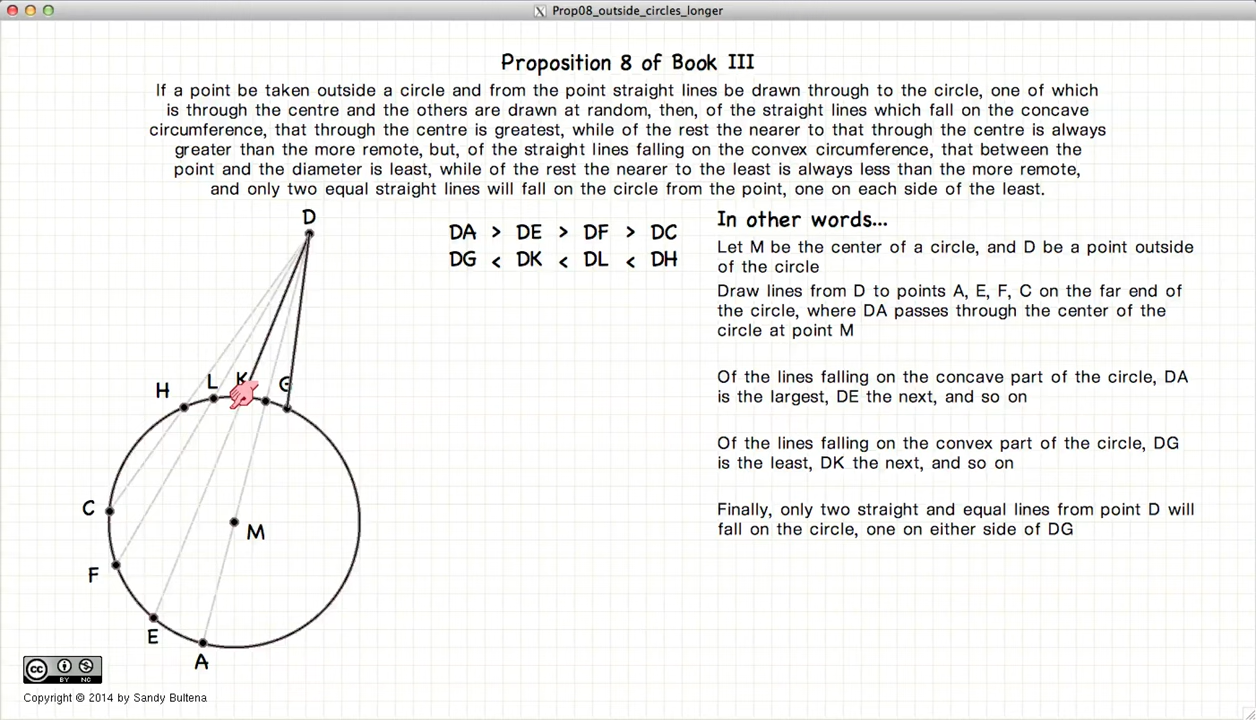 Prop08_outside_circles_longer
Proposition 8 of Book III
If a point be taken outside a circle and from the point straight lines be drawn through to the circle, one of which
is through the centre and the others are drawn at random, then, of the straight lines which fall on the concave
circumference, that through the centre is greatest, while of the rest the nearer to that through the centre is always
greater than the more remote, but, of the straight lines falling on the convex circumference, that between the
point and the diameter is least, while of the rest the nearer to the least is always less than the more remote,
and only two equal straight lines will fall on the circle from the point, one on each side of the least.
D
DA > DE > DF > DC
DG < DK < DL < DH
In other words...
Let M be the center of a circle, and D be a point outside
of the circle
Draw lines from D to points A, E, F, C on the far end of
the circle, where DA passes through the center of the
circle at point M
Of the lines falling on the concave part of the circle, DA
is the largest, DE the next, and so on
Of the lines falling on the convex part of the circle, DG
is the least, DK the next, and so on
Finally, only two straight and equal lines from point D will
fall on the circle, one on either side of DG
H L K G
C
M
F
E
A
cc
BY NC
Copyright © 2014 by Sandy Bultena